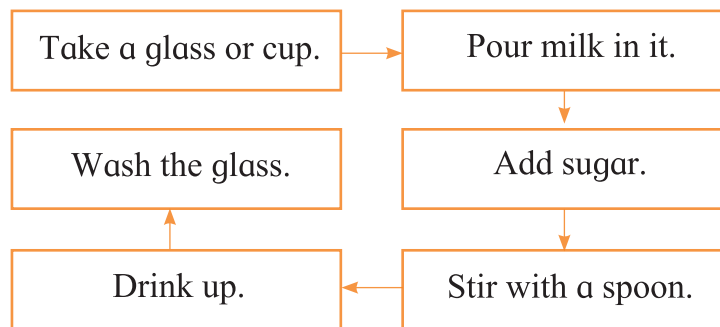 Take a glass or cup.
Pour milk in it.
Add sugar.
Stir with a spoon.
Drink up.
Wash the glass.